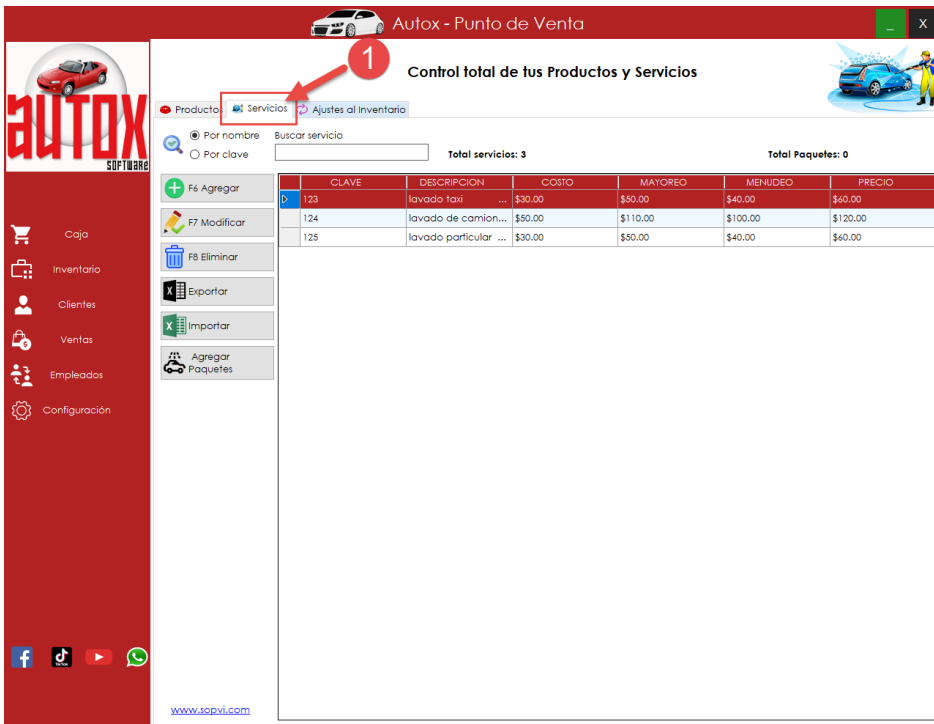 Autox - Punto de Venta
_ X
1
autox
SOFTWARE
Control total de tus Productos y Servicios
Productos Servicios Ajustes al Inventario
Por nombre Buscar servicio
Por clave Total servicios: 3 Total Paquetes: 0
F6 Agregar
F7 Modificar
F8 Eliminar
Exportar
Importar
Agregar
Paquetes
CLAVE DESCRIPCION COSTO MAYOREO MENUDEO PRECIO
123 lavado taxi ... $30.00 $50.00 $40.00 $60.00
124 lavado de camion... $50.00 $110.00 $100.00 $120.00
125 lavado particular ... $30.00 $50.00 $40.00 $60.00
Caja
Inventario
Clientes
Ventas
Empleados
Configuración
www.sopvi.com